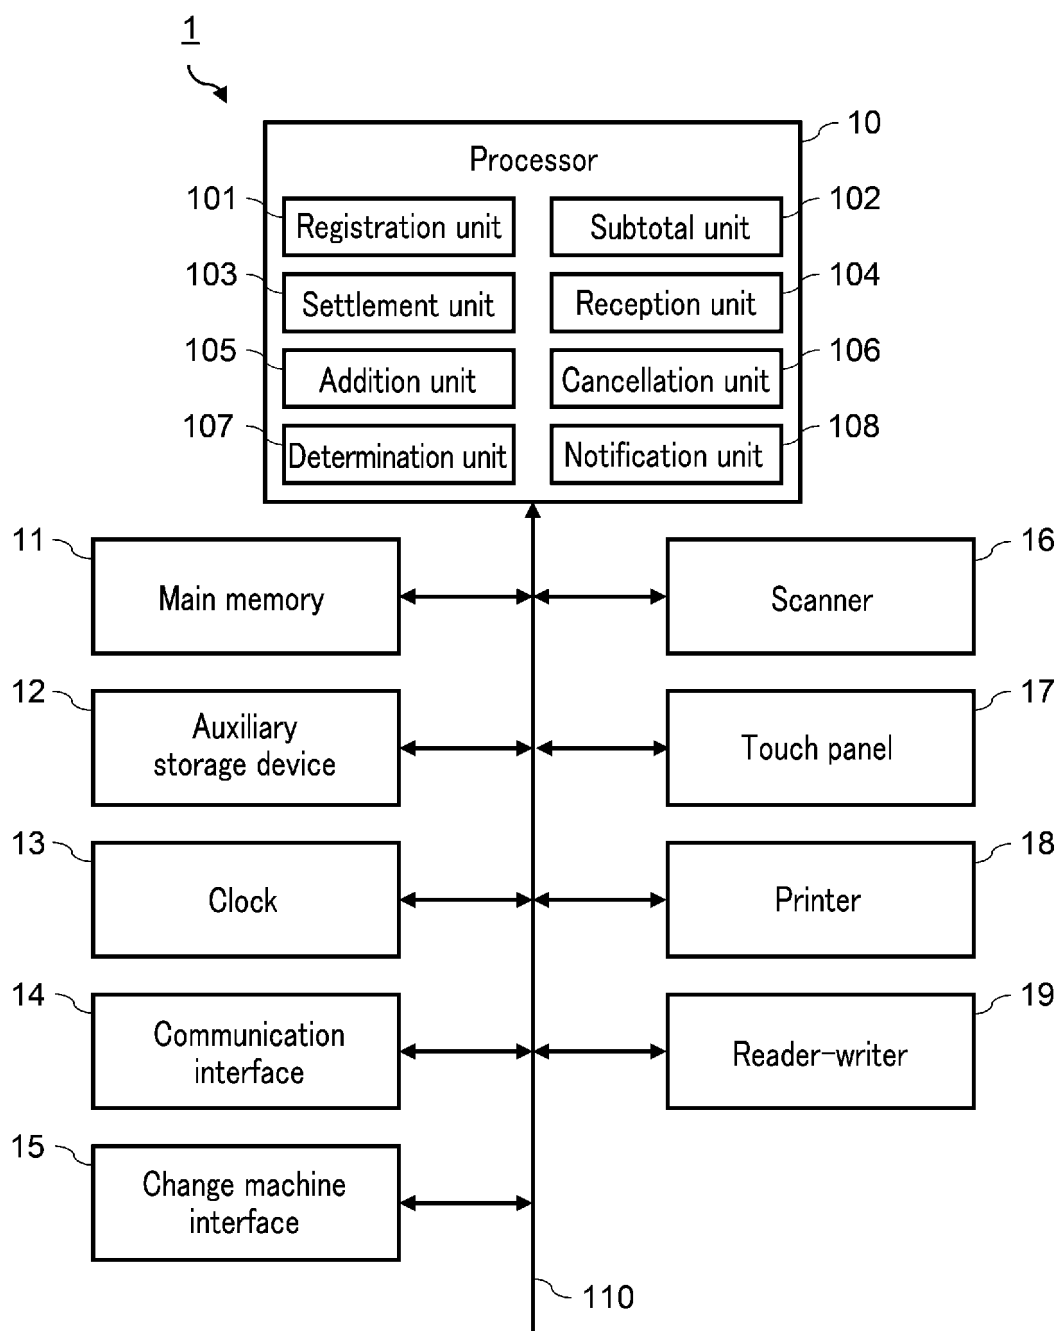 1
10
Processor
101
Registration unit
102
Subtotal unit
103
Settlement unit
104
Reception unit
105
Addition unit
106
Cancellation unit
107
Determination unit
108
Notification unit
11
Main memory
16
Scanner
12
Auxiliary
storage device
17
Touch panel
13
Clock
18
Printer
14
Communication
interface
19
Reader-writer
15
Change machine
interface
110